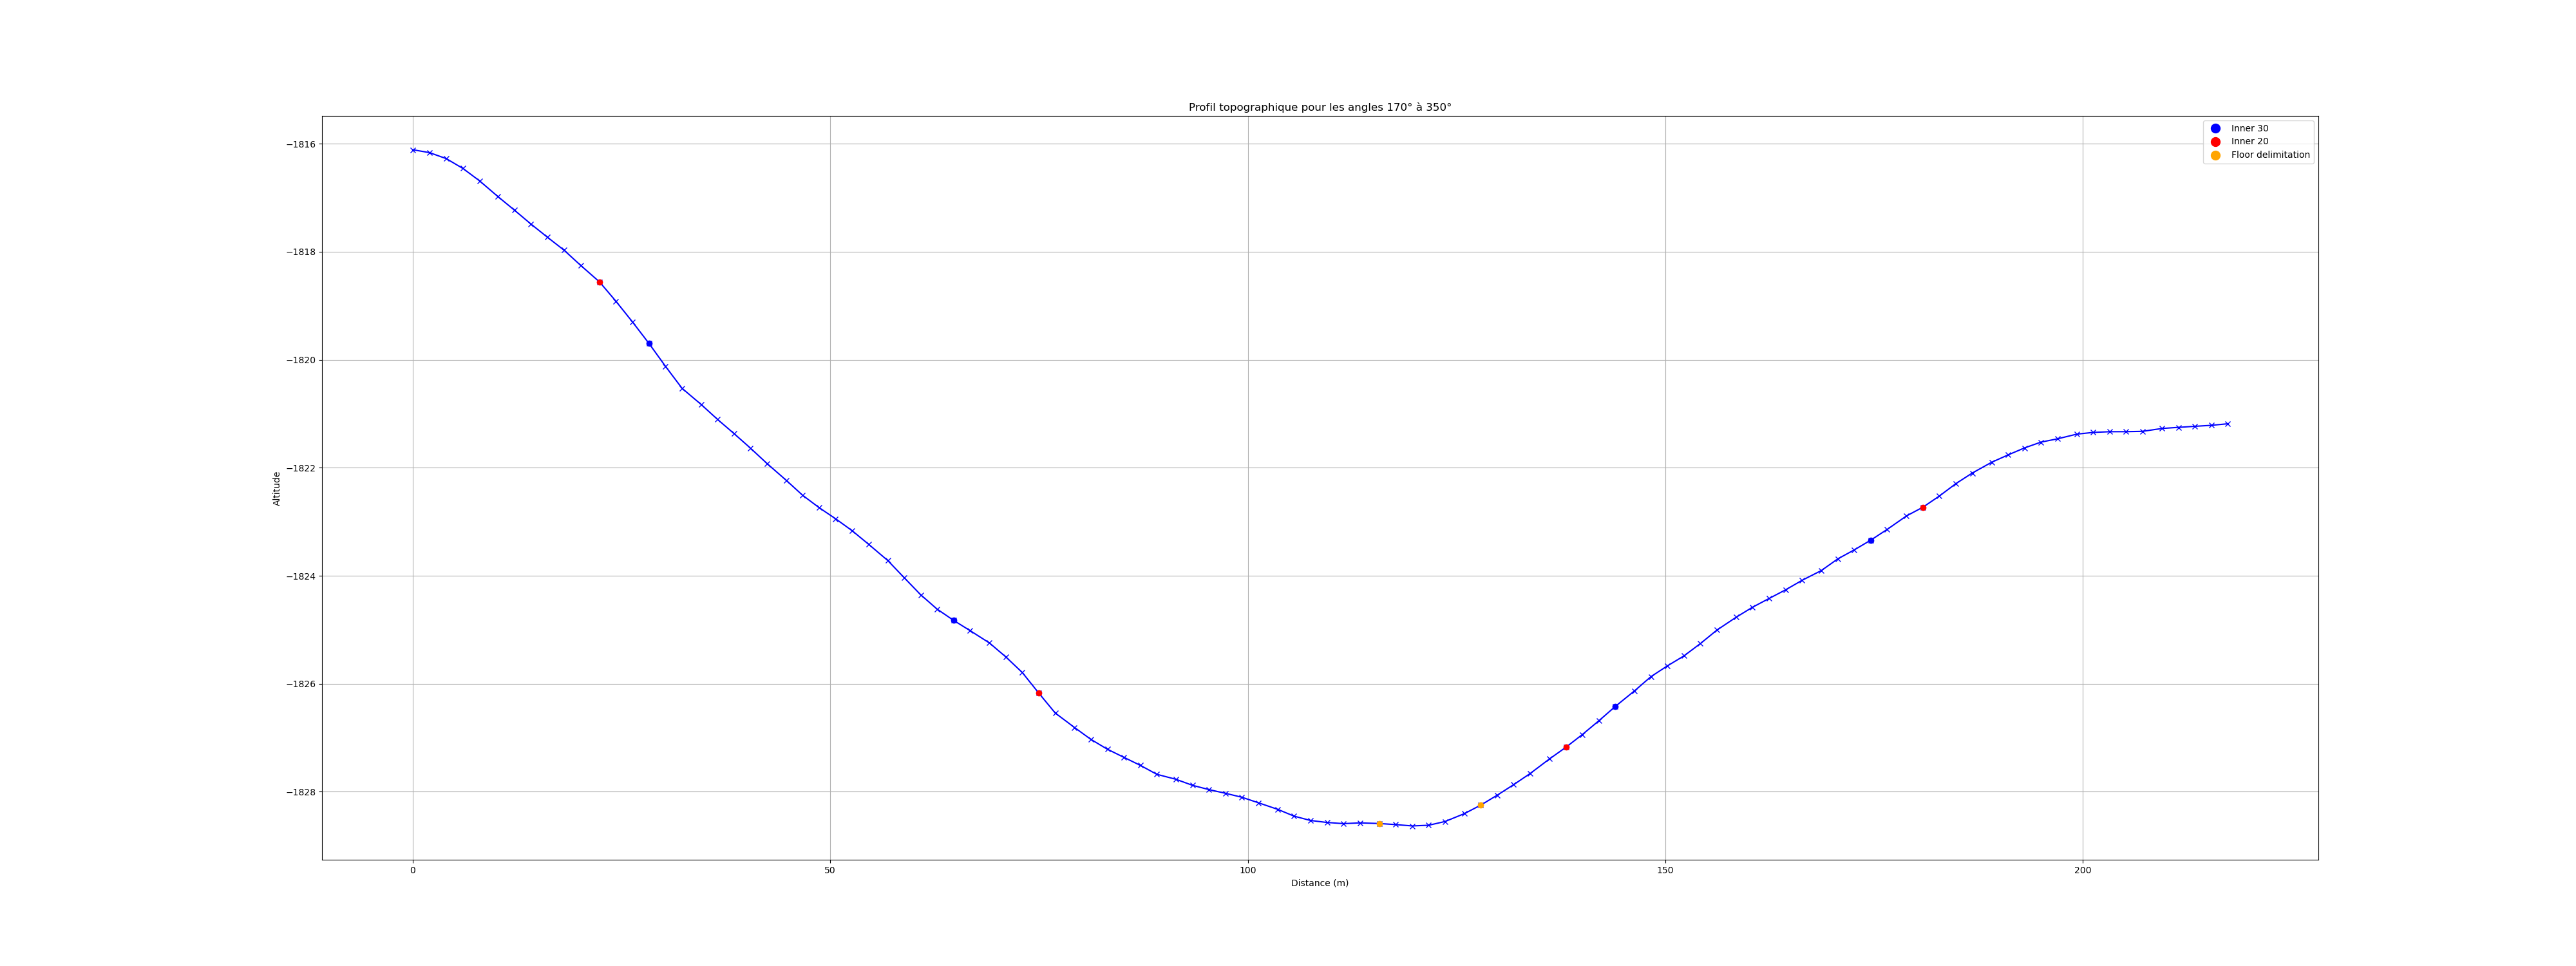 Profil topographique pour les angles 170° à 350°
Inner 30
Inner 20
Floor delimitation
−1816
−1818
−1820
−1822
−1824
−1826
−1828
Altitude
0 50 100 150 200
Distance (m)